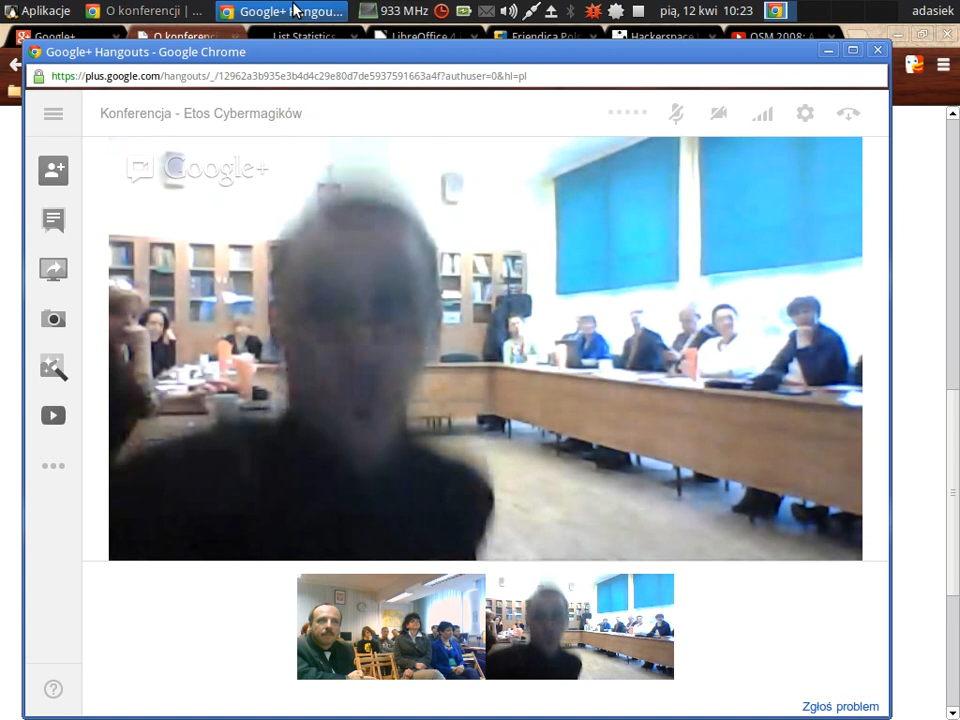 Aplikacje
O konferencji | ...
Google+ Hangou...
933 MHz
pią, 12 kwi 10:23
adasiek
Google+
O konferenc
List Statistics
LibreOffice 4
Friendica Pols
Hackerspace
OSM 2008: A
Google+ Hangouts - Google Chrome
https://plus.google.com/hangouts/_/12962a3b935e3b4d4c29e80d7de5937591663a4f?authuser=0&hl=pl
Konferencja - Etos Cybermagików
Google+
Zgłoś problem